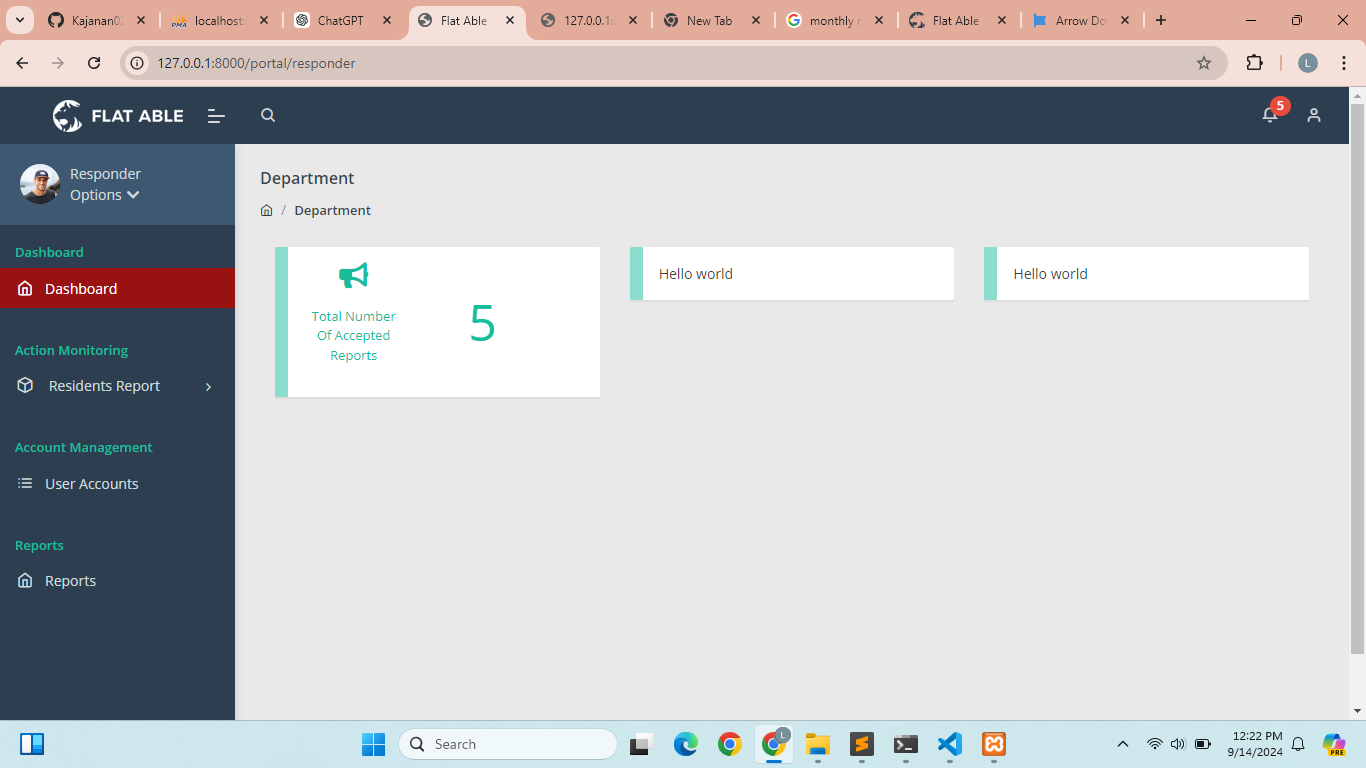 Kajanan02
localhost:
ChatGPT
Flat Able -
127.0.0.1:8
New Tab
monthly r
Flat Able
Arrow Do
127.0.0.1:8000/portal/responder
L
FLAT ABLE
5
Responder
Options
Dashboard
Dashboard
Action Monitoring
Residents Report
Account Management
User Accounts
Reports
Reports
Department
/ Department
Total Number
Of Accepted
Reports
5
Hello world
Hello world
Search
L
12:22 PM
9/14/2024
PRE